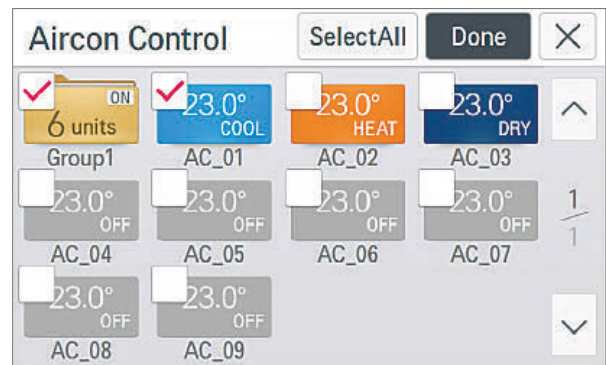 Aircon Control SelectAll Done
ON
6 units
Group1
23.0°
COOL
AC_01
23.0°
HEAT
AC_02
23.0°
DRY
AC_03
23.0°
OFF
AC_04
23.0°
OFF
AC_05
23.0°
OFF
AC_06
23.0°
OFF
AC_07
23.0°
OFF
AC_08
23.0°
OFF
AC_09
1
1